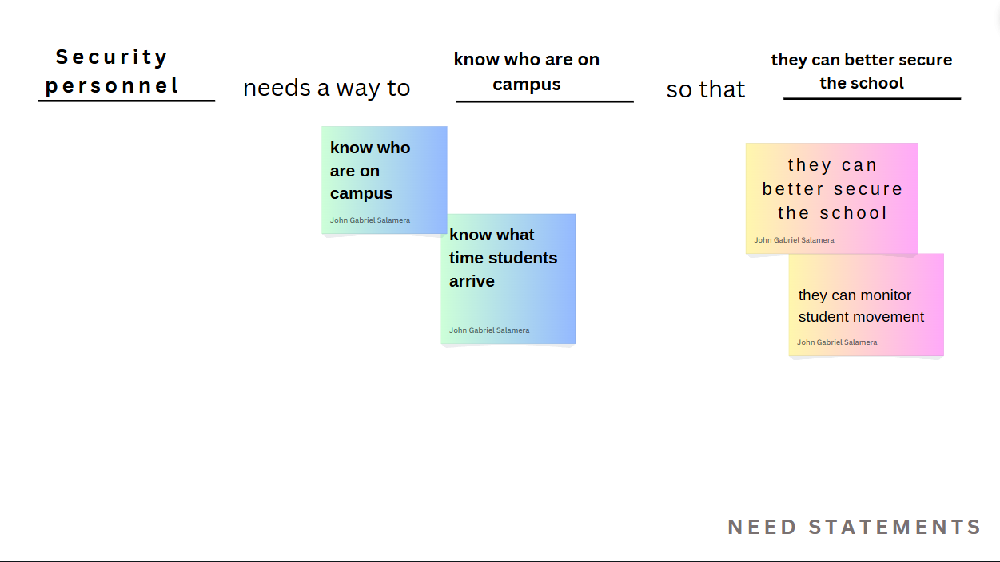 Security
personnel
needs a way to
know who are on
campus
so that
they can better secure
the school
know who
are on
campus
John Gabriel Salamera
know what
time students
arrive
John Gabriel Salamera
they can
better secure
the school
John Gabriel Salamera
they can monitor
student movement
John Gabriel Salamera
NEED STATEMENTS